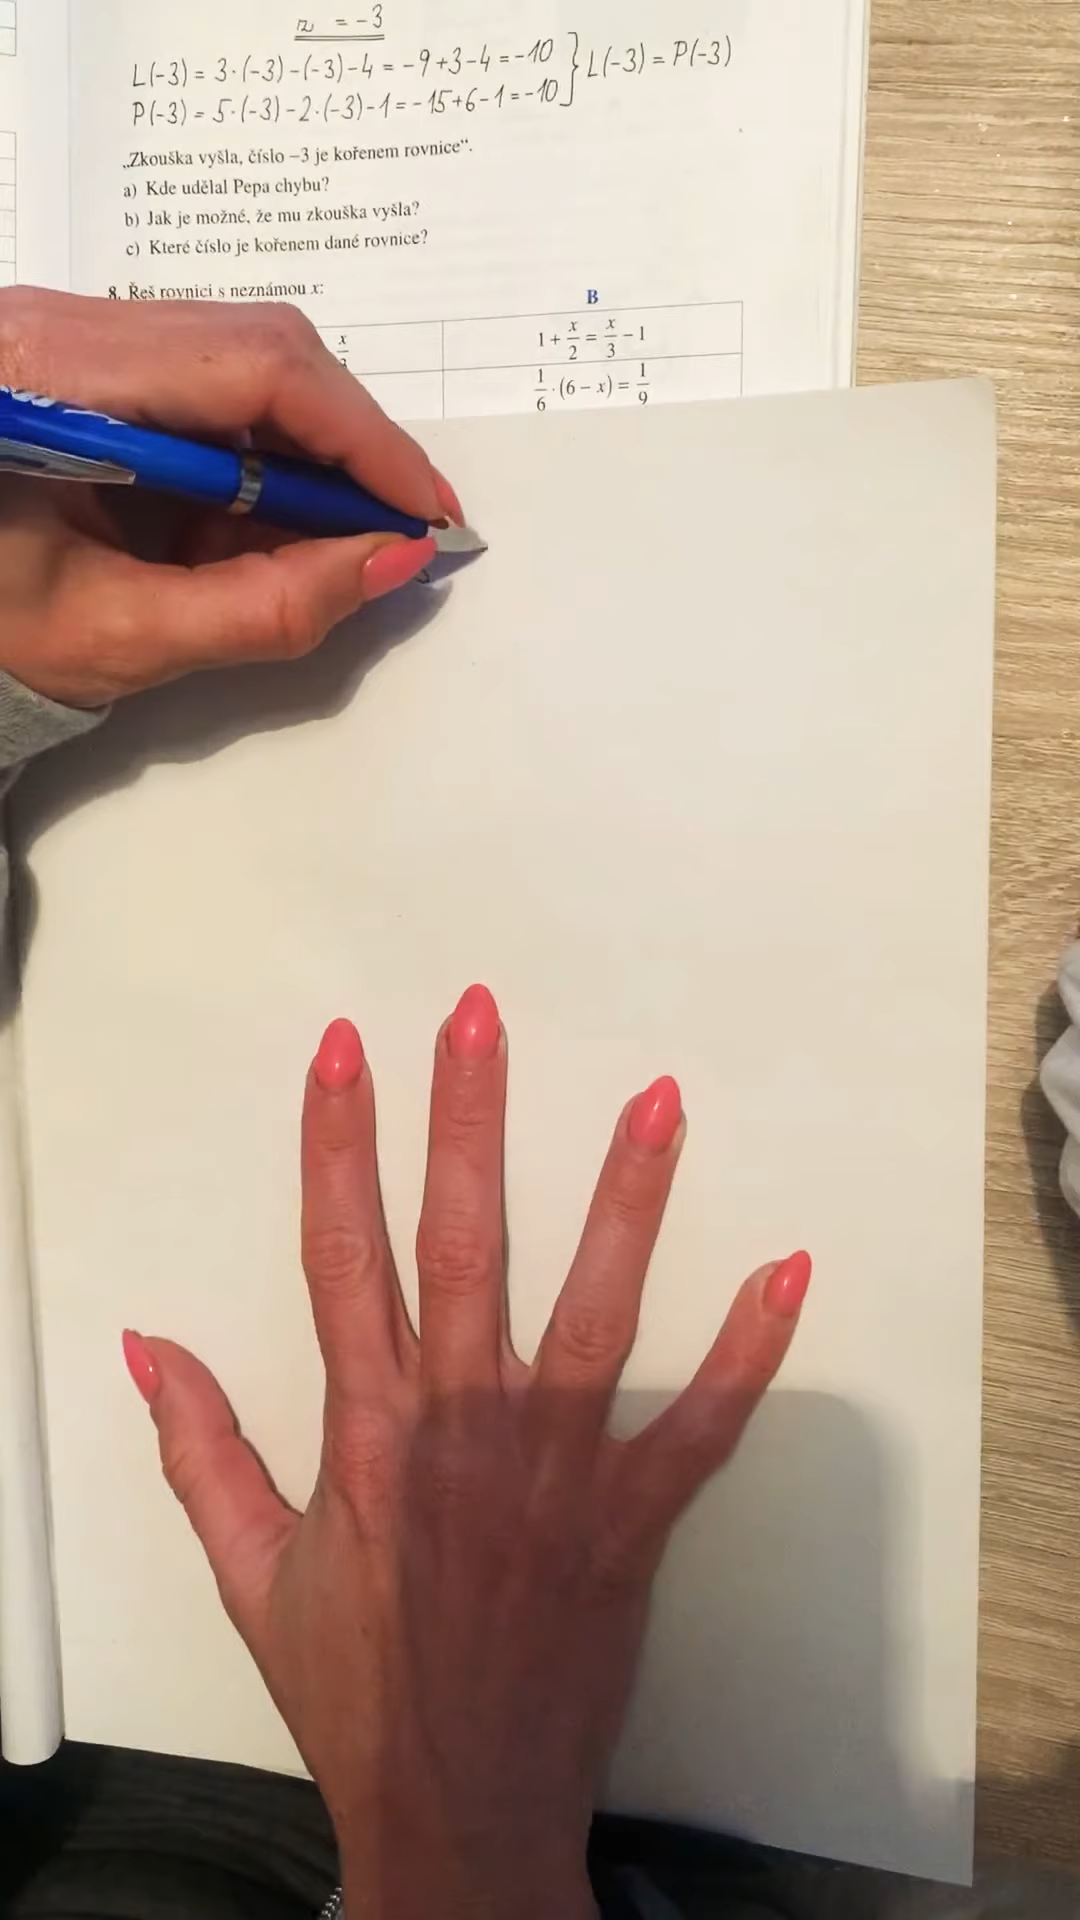 z = -3
L(-3) = 3·(-3)-(-3)-4 = -9+3-4 = -10 } L(-3) = P(-3)
P(-3) = 5·(-3)-2·(-3)-1 = -15+6-1 = -10
„Zkouška vyšla, číslo –3 je kořenem rovnice“.
a) Kde udělal Pepa chybu?
b) Jak je možné, že mu zkouška vyšla?
c) Které číslo je kořenem dané rovnice?
8. Řeš rovnici s neznámou x:
B
1 + x/2 = x/3 – 1
1/6 · (6 – x) = 1/9